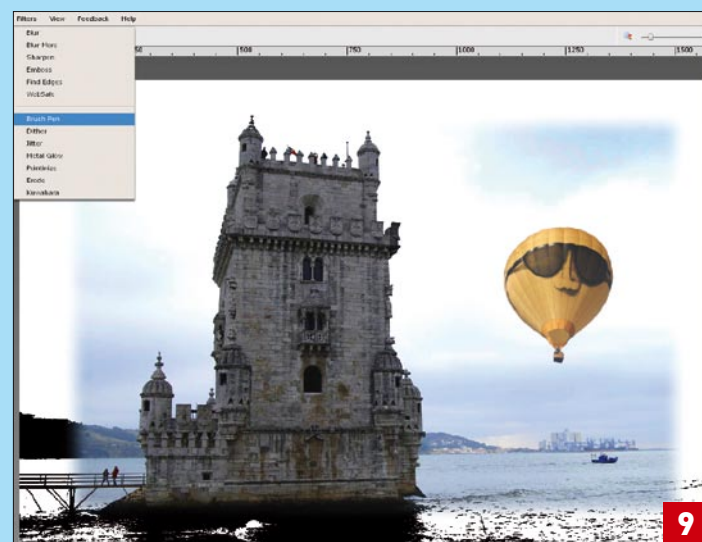 Filters View Feedback Help
Blur
Blur More
Sharpen
Emboss
Find Edges
WebSafe
Brush Pen
Dither
Jitter
Metal Glow
Erode
Kuwahara
|500 |750 |1000 |1250 |1500
9